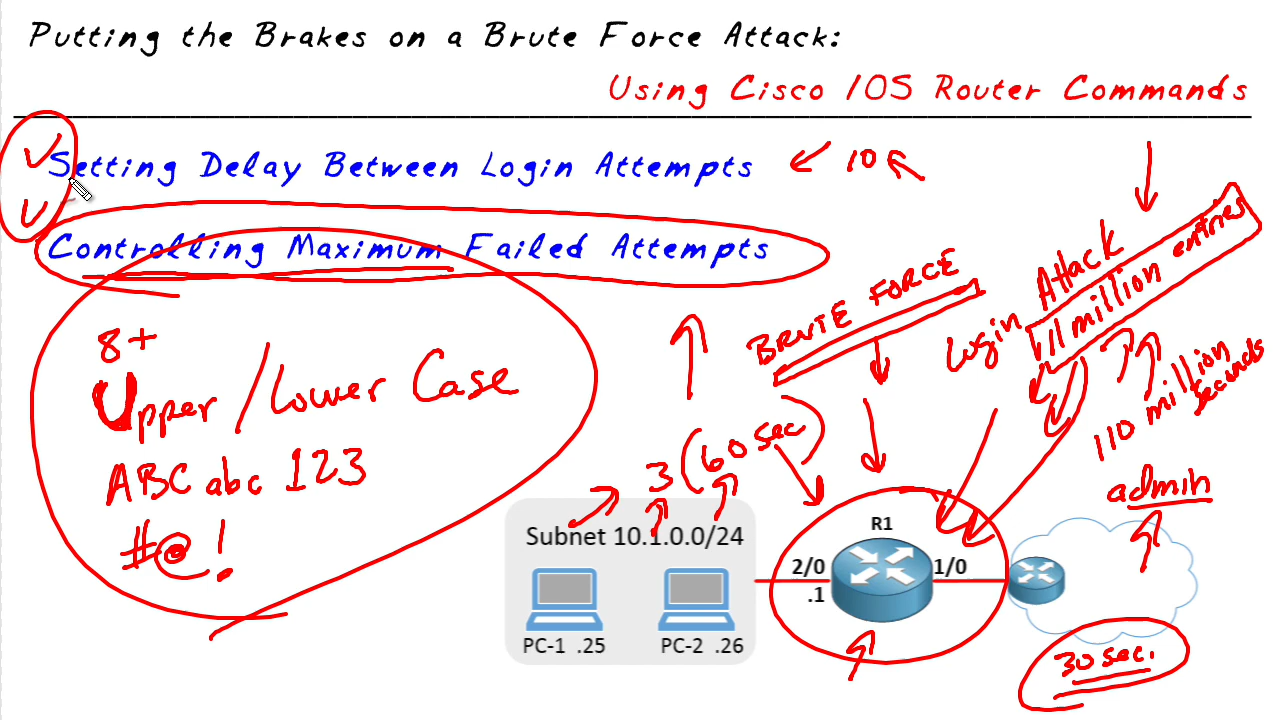 Putting the Brakes on a Brute Force Attack:
Using Cisco IOS Router Commands
Setting Delay Between Login Attempts
10
Controlling Maximum Failed Attempts
8+
Upper/Lower Case
ABC abc 123
#@!
BRUTE FORCE
Login Attack
million entries
110 million
seconds
3 (60 sec)
admin
Subnet 10.1.0.0/24
R1
2/0
1/0
.1
PC-1 .25
PC-2 .26
30 sec.